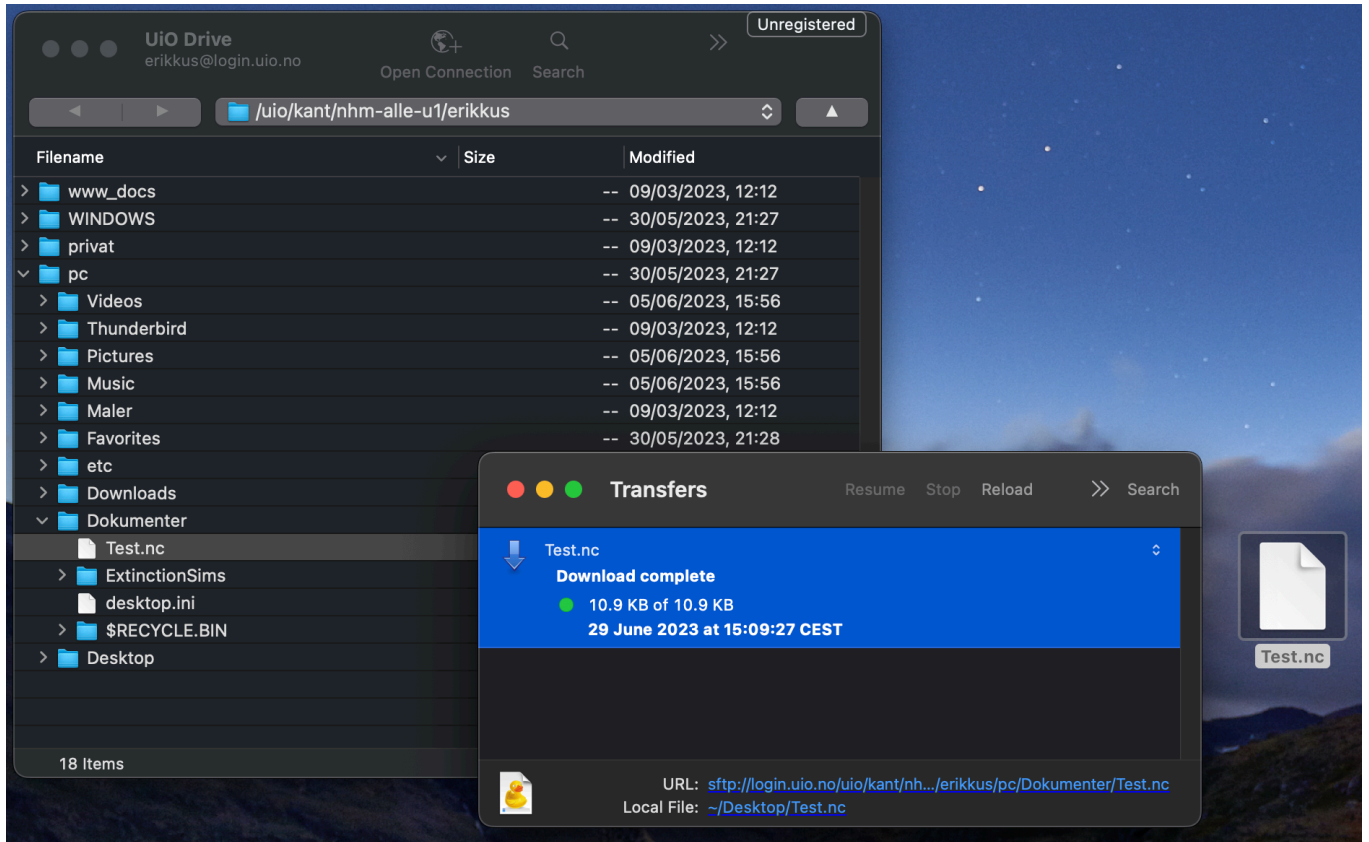 Unregistered
UiO Drive
erikkus@login.uio.no
Open Connection Search
/uio/kant/nhm-alle-u1/erikkus
Filename Size Modified
www_docs -- 09/03/2023, 12:12
WINDOWS -- 30/05/2023, 21:27
privat -- 09/03/2023, 12:12
pc -- 30/05/2023, 21:27
Videos -- 05/06/2023, 15:56
Thunderbird -- 09/03/2023, 12:12
Pictures -- 05/06/2023, 15:56
Music -- 05/06/2023, 15:56
Maler -- 09/03/2023, 12:12
Favorites -- 30/05/2023, 21:28
etc
Downloads
Dokumenter
Test.nc
ExtinctionSims
desktop.ini
$RECYCLE.BIN
Desktop
18 Items
Transfers Resume Stop Reload Search
Test.nc
Download complete
10.9 KB of 10.9 KB
29 June 2023 at 15:09:27 CEST
URL: sftp://login.uio.no/uio/kant/nh.../erikkus/pc/Dokumenter/Test.nc
Local File: ~/Desktop/Test.nc
Test.nc